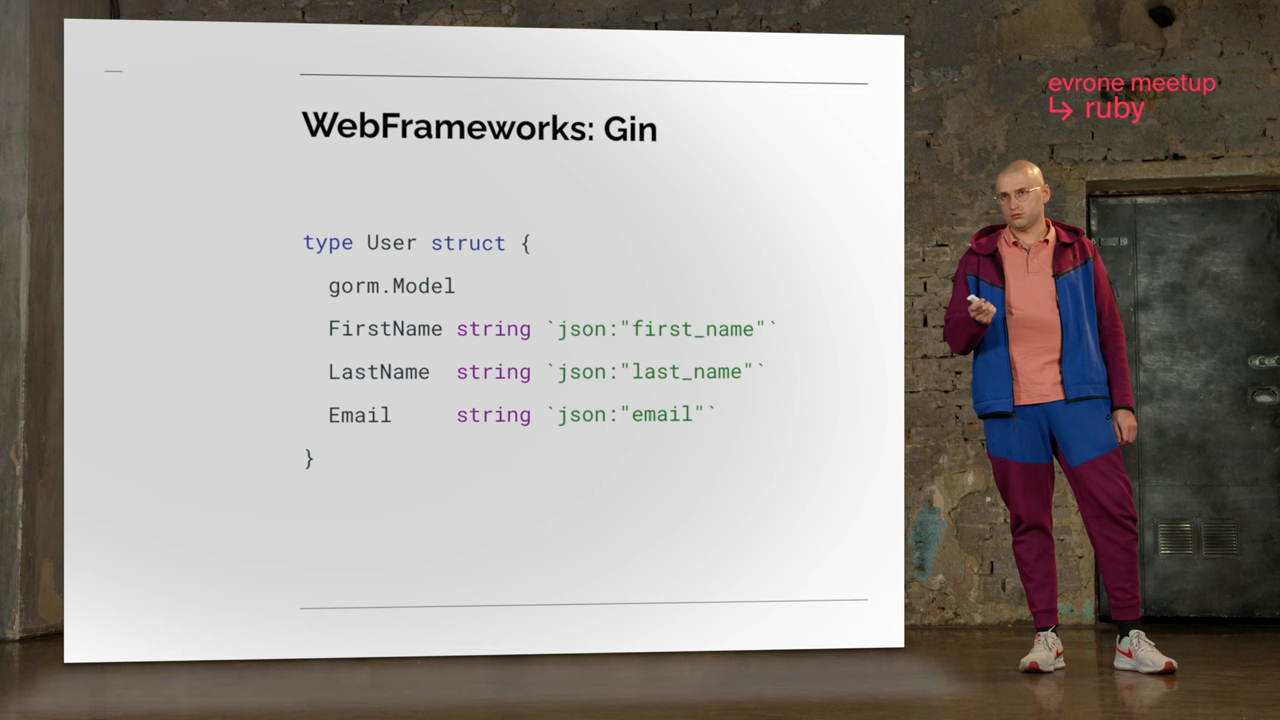 WebFrameworks: Gin
type User struct {
gorm.Model
FirstName string `json:"first_name"`
LastName string `json:"last_name"`
Email string `json:"email"`
}
evrone meetup
↳ ruby